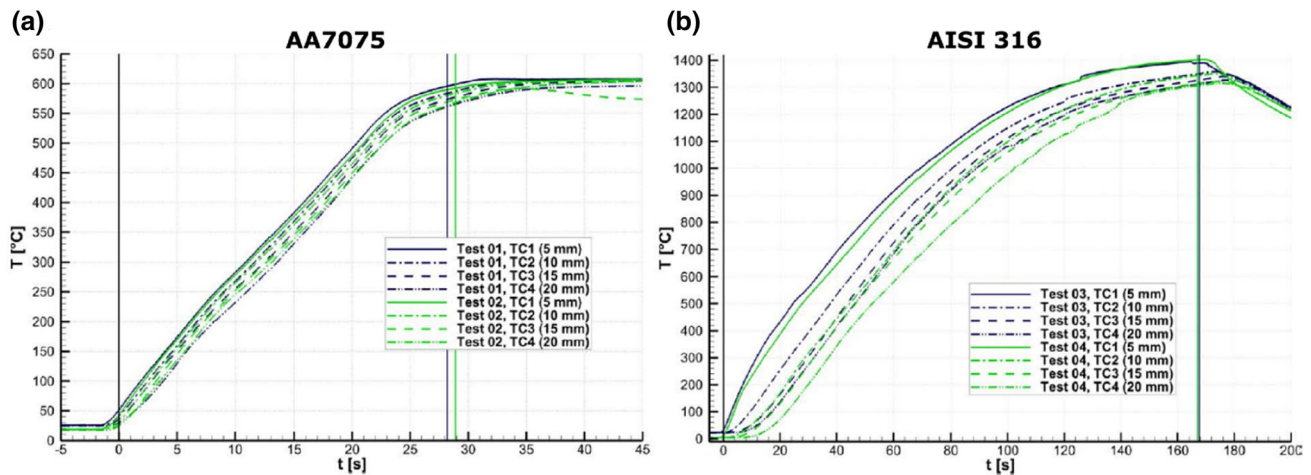 (a)
AA7075
T [°C]
650
600
550
500
450
400
350
300
250
200
150
100
50
0
-5
0
5
10
15
20
25
30
35
40
45
t [s]
Test 01, TC1 (5 mm)
Test 01, TC2 (10 mm)
Test 01, TC3 (15 mm)
Test 01, TC4 (20 mm)
Test 02, TC1 (5 mm)
Test 02, TC2 (10 mm)
Test 02, TC3 (15 mm)
Test 02, TC4 (20 mm)
(b)
AISI 316
T [°C]
1400
1300
1200
1100
1000
900
800
700
600
500
400
300
200
100
0
0
20
40
60
80
100
120
140
160
180
200
t [s]
Test 03, TC1 (5 mm)
Test 03, TC2 (10 mm)
Test 03, TC3 (15 mm)
Test 03, TC4 (20 mm)
Test 04, TC1 (5 mm)
Test 04, TC2 (10 mm)
Test 04, TC3 (15 mm)
Test 04, TC4 (20 mm)